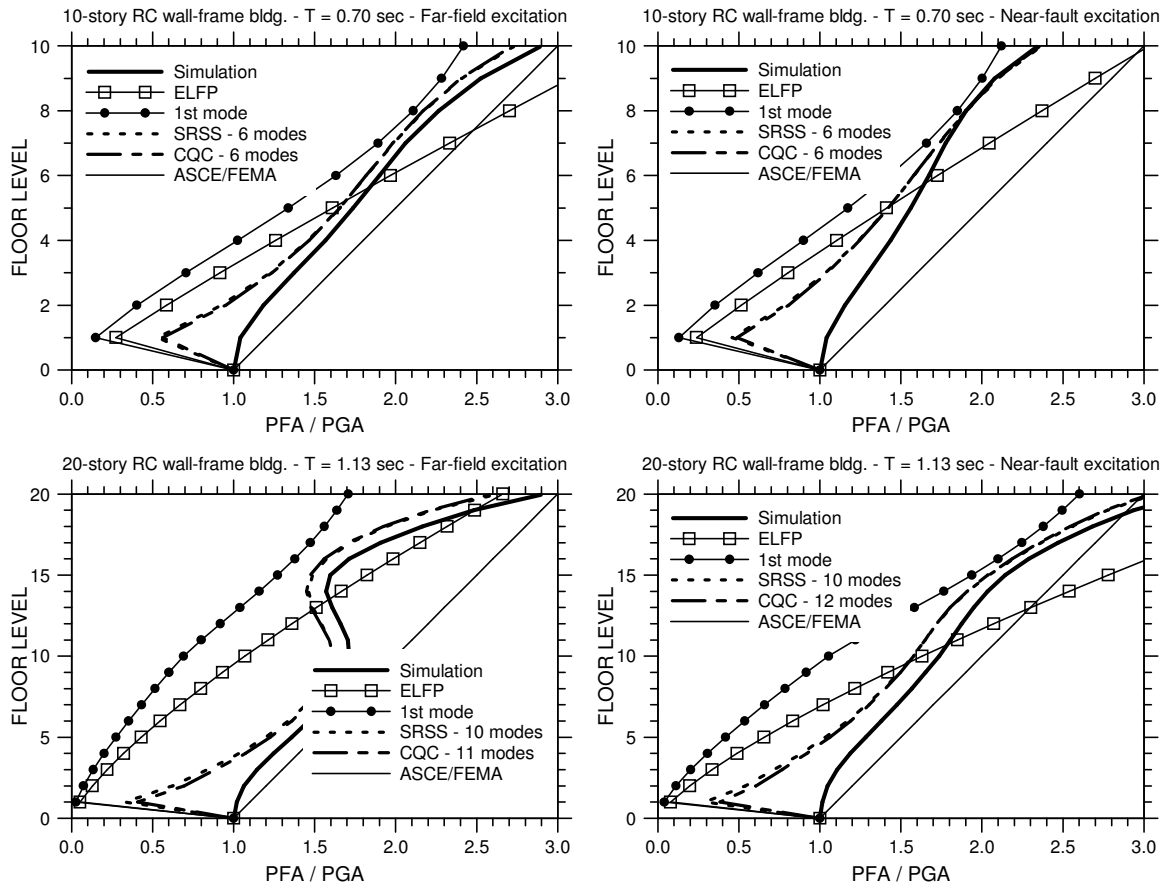 10-story RC wall-frame bldg. - T = 0.70 sec - Far-field excitation
10
8
6
4
2
0
FLOOR LEVEL
Simulation
ELFP
1st mode
SRSS - 6 modes
CQC - 6 modes
ASCE/FEMA
0.0 0.5 1.0 1.5 2.0 2.5 3.0
PFA / PGA
10-story RC wall-frame bldg. - T = 0.70 sec - Near-fault excitation
10
8
6
4
2
0
FLOOR LEVEL
Simulation
ELFP
1st mode
SRSS - 6 modes
CQC - 6 modes
ASCE/FEMA
0.0 0.5 1.0 1.5 2.0 2.5 3.0
PFA / PGA
20-story RC wall-frame bldg. - T = 1.13 sec - Far-field excitation
20
15
10
5
0
FLOOR LEVEL
Simulation
ELFP
1st mode
SRSS - 10 modes
CQC - 11 modes
ASCE/FEMA
0.0 0.5 1.0 1.5 2.0 2.5 3.0
PFA / PGA
20-story RC wall-frame bldg. - T = 1.13 sec - Near-fault excitation
20
15
10
5
0
FLOOR LEVEL
Simulation
ELFP
1st mode
SRSS - 10 modes
CQC - 12 modes
ASCE/FEMA
0.0 0.5 1.0 1.5 2.0 2.5 3.0
PFA / PGA